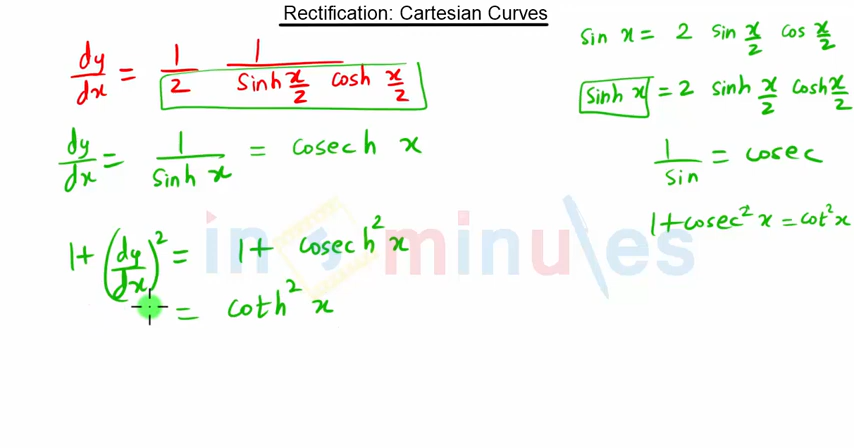 Rectification: Cartesian Curves
dy/dx = 1/2 1/(sinh x/2 cosh x/2)
dy/dx = 1/(sinh x) = cosech x
1 + (dy/dx)² = 1 + cosech² x
= coth² x
sin x = 2 sin x/2 cos x/2
sinh x = 2 sinh x/2 cosh x/2
1/sin = cosec
1 + cosec² x = cot² x
in minutes